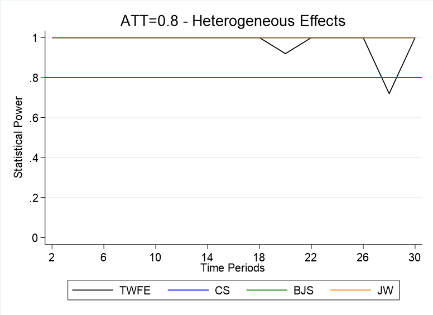 ATT=0.8 - Heterogeneous Effects
Statistical Power
1
.8
.6
.4
.2
0
2 6 10 14 18 22 26 30
Time Periods
TWFE CS BJS JW